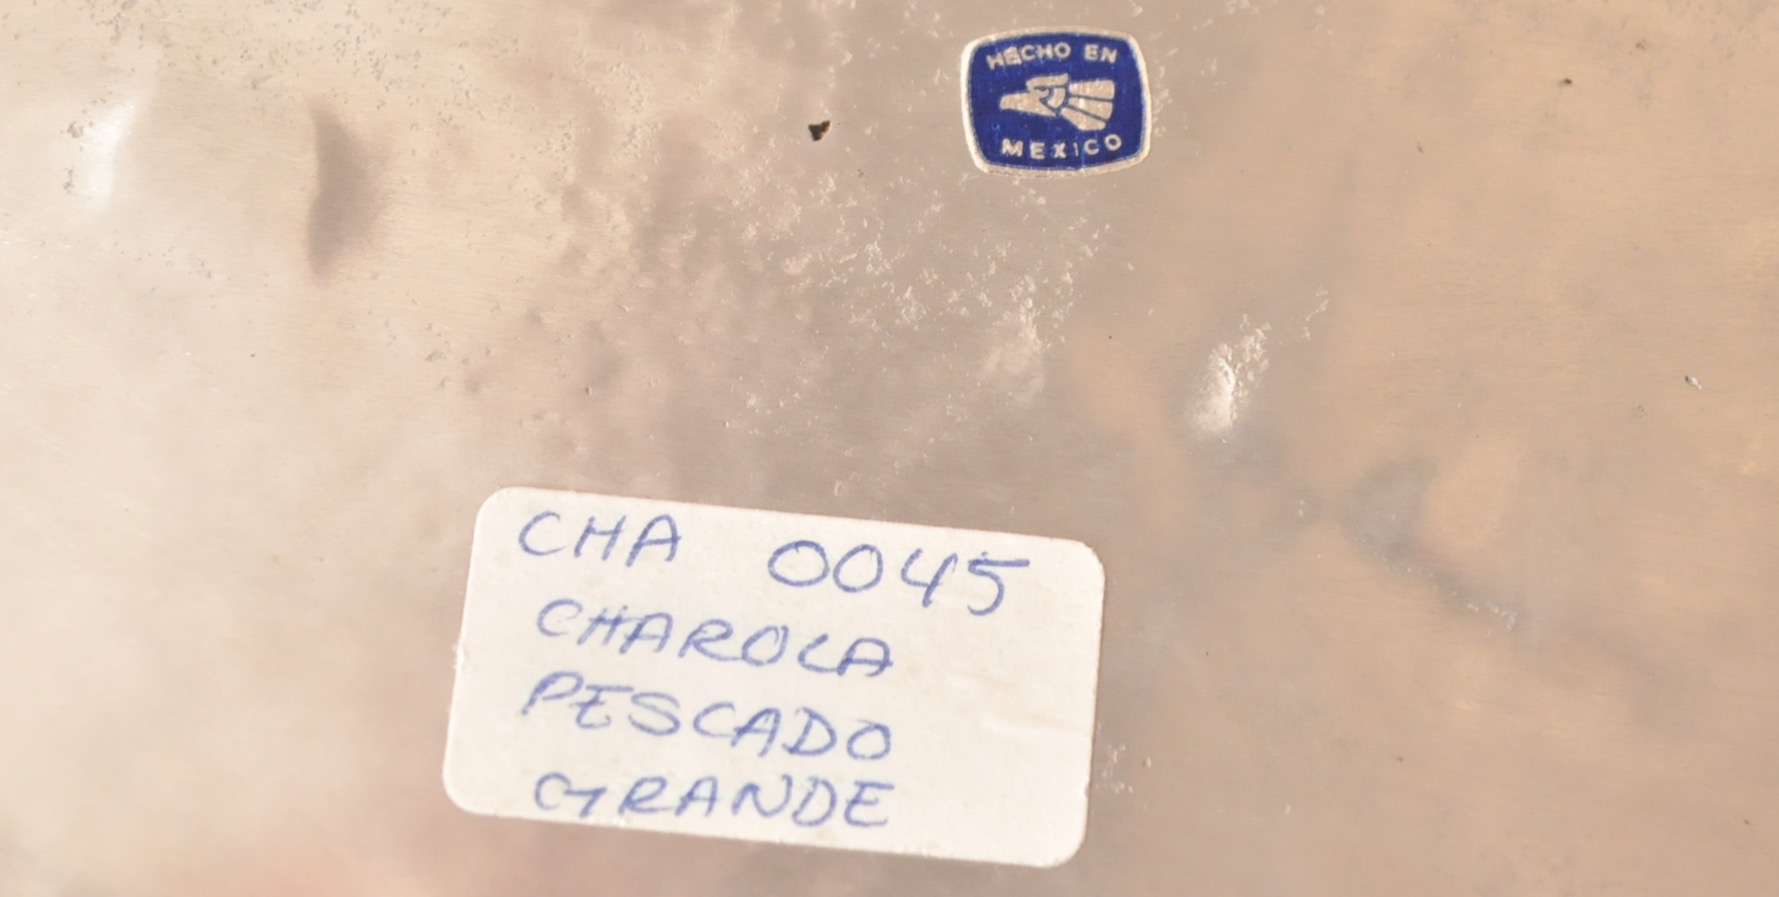 HECHO EN
MEXICO
CHA 0045
CHAROLA
PESCADO
GRANDE